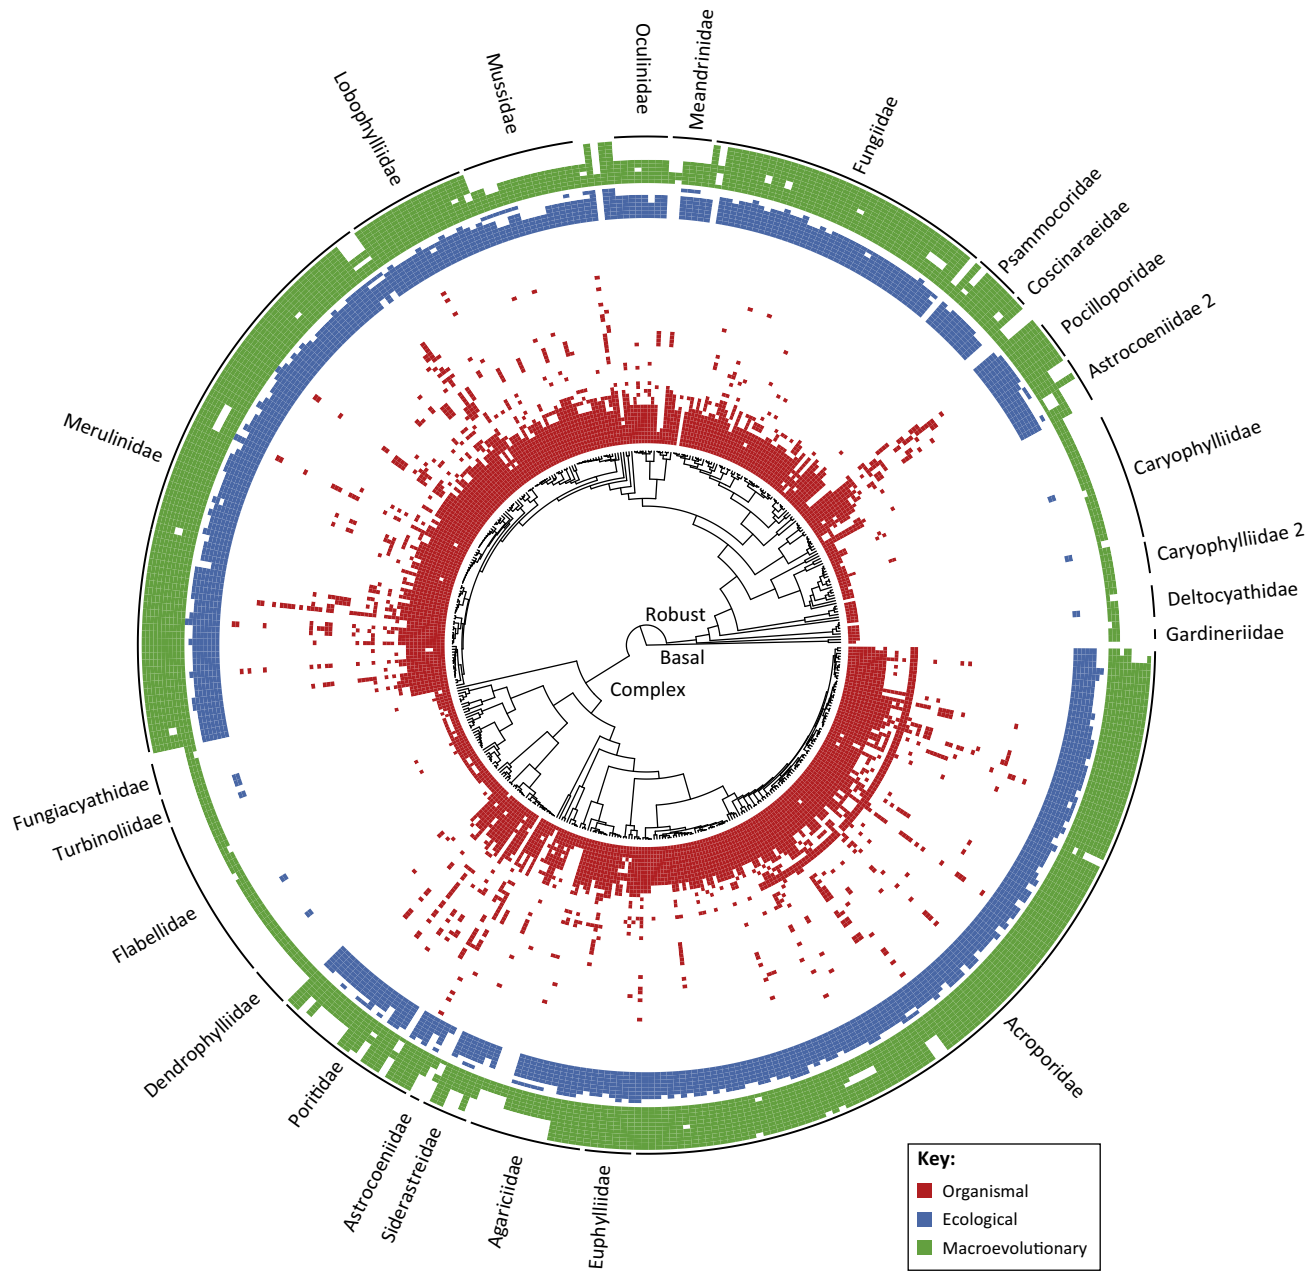 Oculinidae
Meandrinidae
Mussidae
Lobophylliidae
Fungiidae
Psammocoridae
Coscinaraeidae
Pocilloporidae
Astrocoeniidae 2
Merulinidae
Caryophylliidae
Caryophylliidae 2
Deltocyathidae
Gardineriidae
Robust
Basal
Complex
Fungiacyathidae
Turbinoliidae
Flabellidae
Dendrophylliidae
Poritidae
Astrocoeniidae
Siderastreidae
Agariciidae
Euphylliidae
Acroporidae
Key:
Organismal
Ecological
Macroevolutionary